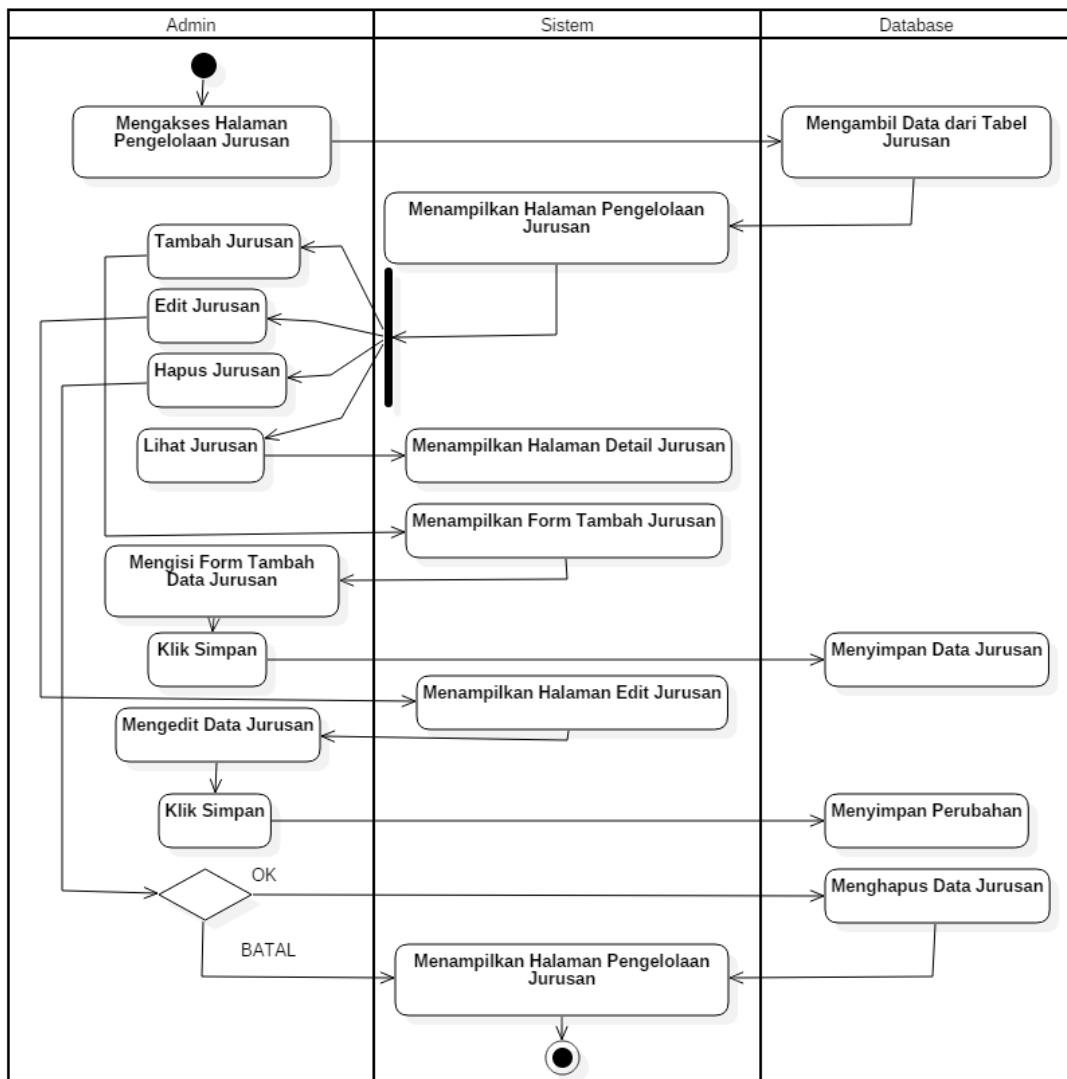 Admin
Sistem
Database
Mengakses Halaman
Pengelolaan Jurusan
Mengambil Data dari Tabel
Jurusan
Menampilkan Halaman Pengelolaan
Jurusan
Tambah Jurusan
Edit Jurusan
Hapus Jurusan
Lihat Jurusan
Menampilkan Halaman Detail Jurusan
Menampilkan Form Tambah Jurusan
Mengisi Form Tambah
Data Jurusan
Klik Simpan
Menyimpan Data Jurusan
Menampilkan Halaman Edit Jurusan
Mengedit Data Jurusan
Klik Simpan
Menyimpan Perubahan
OK
Menghapus Data Jurusan
BATAL
Menampilkan Halaman Pengelolaan
Jurusan